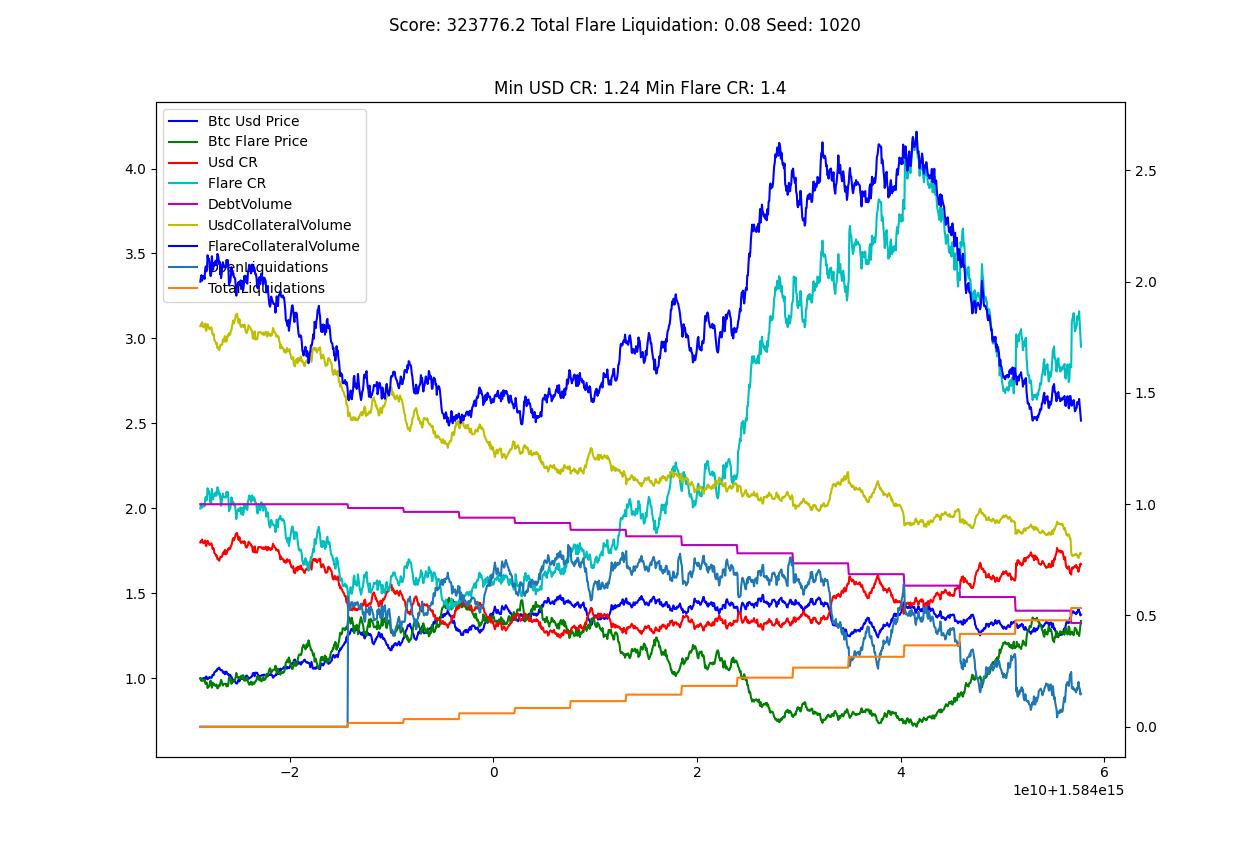 Score: 323776.2 Total Flare Liquidation: 0.08 Seed: 1020
Min USD CR: 1.24 Min Flare CR: 1.4
Btc Usd Price
Btc Flare Price
Usd CR
Flare CR
DebtVolume
UsdCollateralVolume
FlareCollateralVolume
OpenLiquidations
TotalLiquidations
4.0
3.5
3.0
2.5
2.0
1.5
1.0
2.5
2.0
1.5
1.0
0.5
0.0
−2
0
2
4
6
1e10+1.584e15